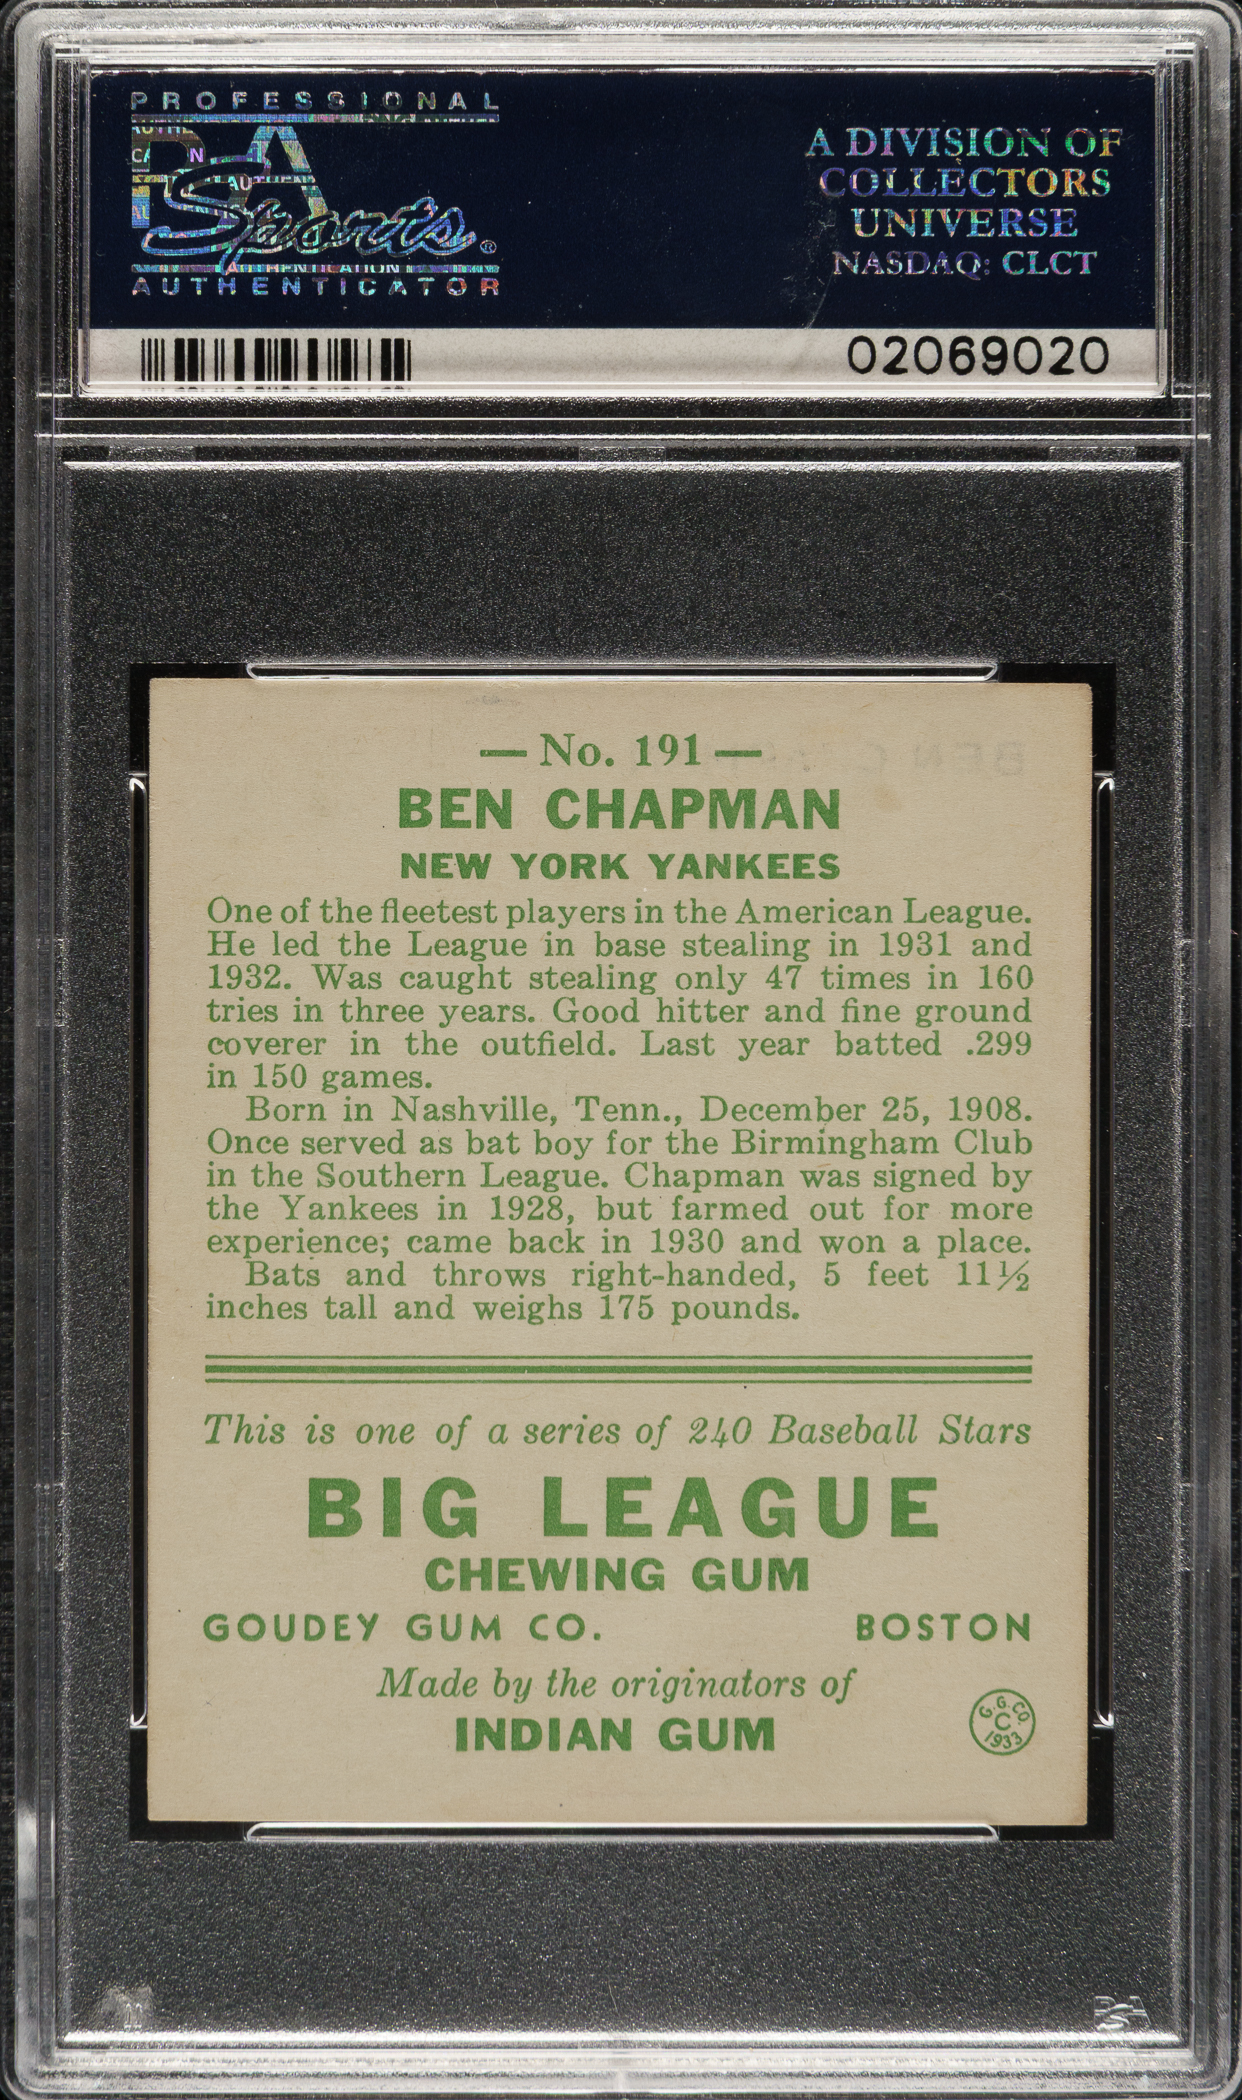 PROFESSIONAL
PSA
Sports®
AUTHENTICATOR
A DIVISION OF
COLLECTORS
UNIVERSE
NASDAQ: CLCT
02069020
— No. 191 —
BEN CHAPMAN
NEW YORK YANKEES
One of the fleetest players in the American League.
He led the League in base stealing in 1931 and
1932. Was caught stealing only 47 times in 160
tries in three years. Good hitter and fine ground
coverer in the outfield. Last year batted .299
in 150 games.
Born in Nashville, Tenn., December 25, 1908.
Once served as bat boy for the Birmingham Club
in the Southern League. Chapman was signed by
the Yankees in 1928, but farmed out for more
experience; came back in 1930 and won a place.
Bats and throws right-handed, 5 feet 11½
inches tall and weighs 175 pounds.
This is one of a series of 240 Baseball Stars
BIG LEAGUE
CHEWING GUM
GOUDEY GUM CO. BOSTON
Made by the originators of
INDIAN GUM
G.G.CO.
C
1933
PSA